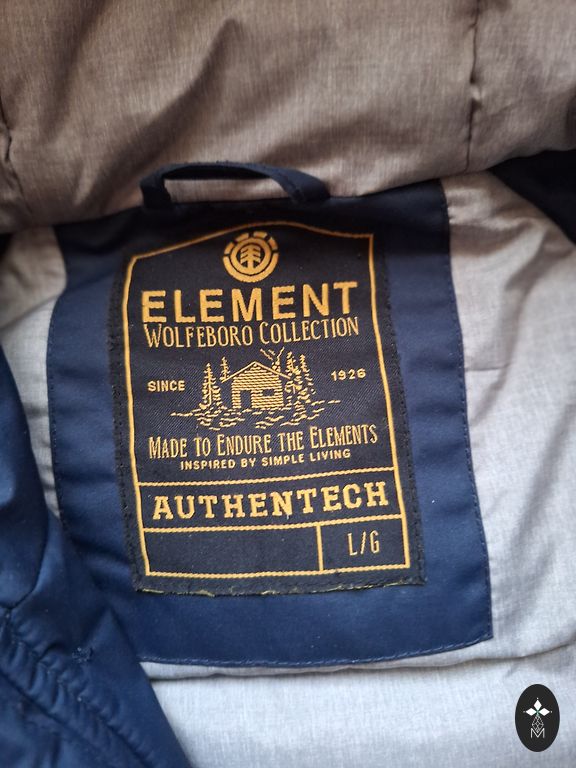 ELEMENT
WOLFEBORO COLLECTION
SINCE 1926
MADE TO ENDURE THE ELEMENTS
INSPIRED BY SIMPLE LIVING
AUTHENTECH
L/G
M